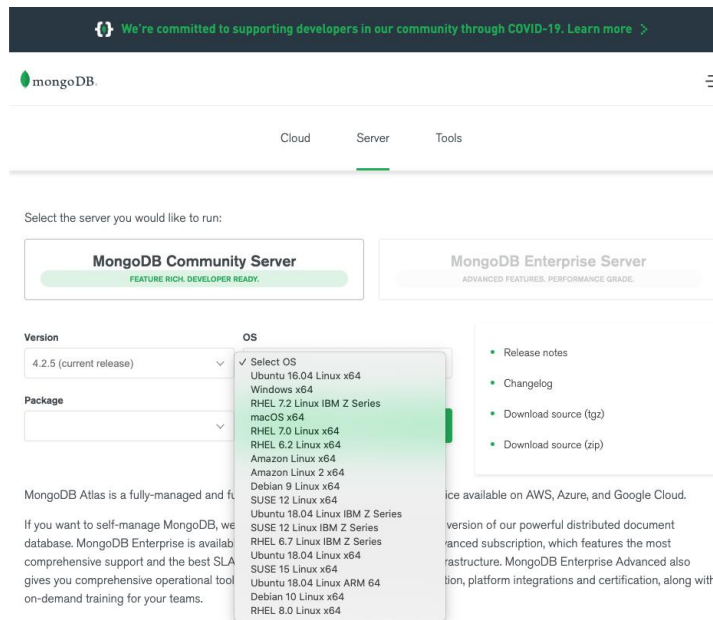 We're committed to supporting developers in our community through COVID-19. Learn more >
mongoDB.
Cloud Server Tools
Select the server you would like to run:
MongoDB Community Server
FEATURE RICH. DEVELOPER READY.
MongoDB Enterprise Server
ADVANCED FEATURES. PERFORMANCE GRADE.
Version
4.2.5 (current release)
Package
OS
✓ Select OS
Ubuntu 16.04 Linux x64
Windows x64
RHEL 7.2 Linux IBM Z Series
macOS x64
RHEL 7.0 Linux x64
RHEL 6.2 Linux x64
Amazon Linux x64
Amazon Linux 2 x64
Debian 9 Linux x64
SUSE 12 Linux x64
Ubuntu 18.04 Linux IBM Z Series
SUSE 12 Linux IBM Z Series
RHEL 6.7 Linux IBM Z Series
Ubuntu 18.04 Linux x64
SUSE 15 Linux x64
Ubuntu 18.04 Linux ARM 64
Debian 10 Linux x64
RHEL 8.0 Linux x64
• Release notes
• Changelog
• Download source (tgz)
• Download source (zip)
MongoDB Atlas is a fully-managed and fu ice available on AWS, Azure, and Google Cloud.
If you want to self-manage MongoDB, we version of our powerful distributed document
database. MongoDB Enterprise is availab vanced subscription, which features the most
comprehensive support and the best SLA rastructure. MongoDB Enterprise Advanced also
gives you comprehensive operational tool tion, platform integrations and certification, along with
on-demand training for your teams.